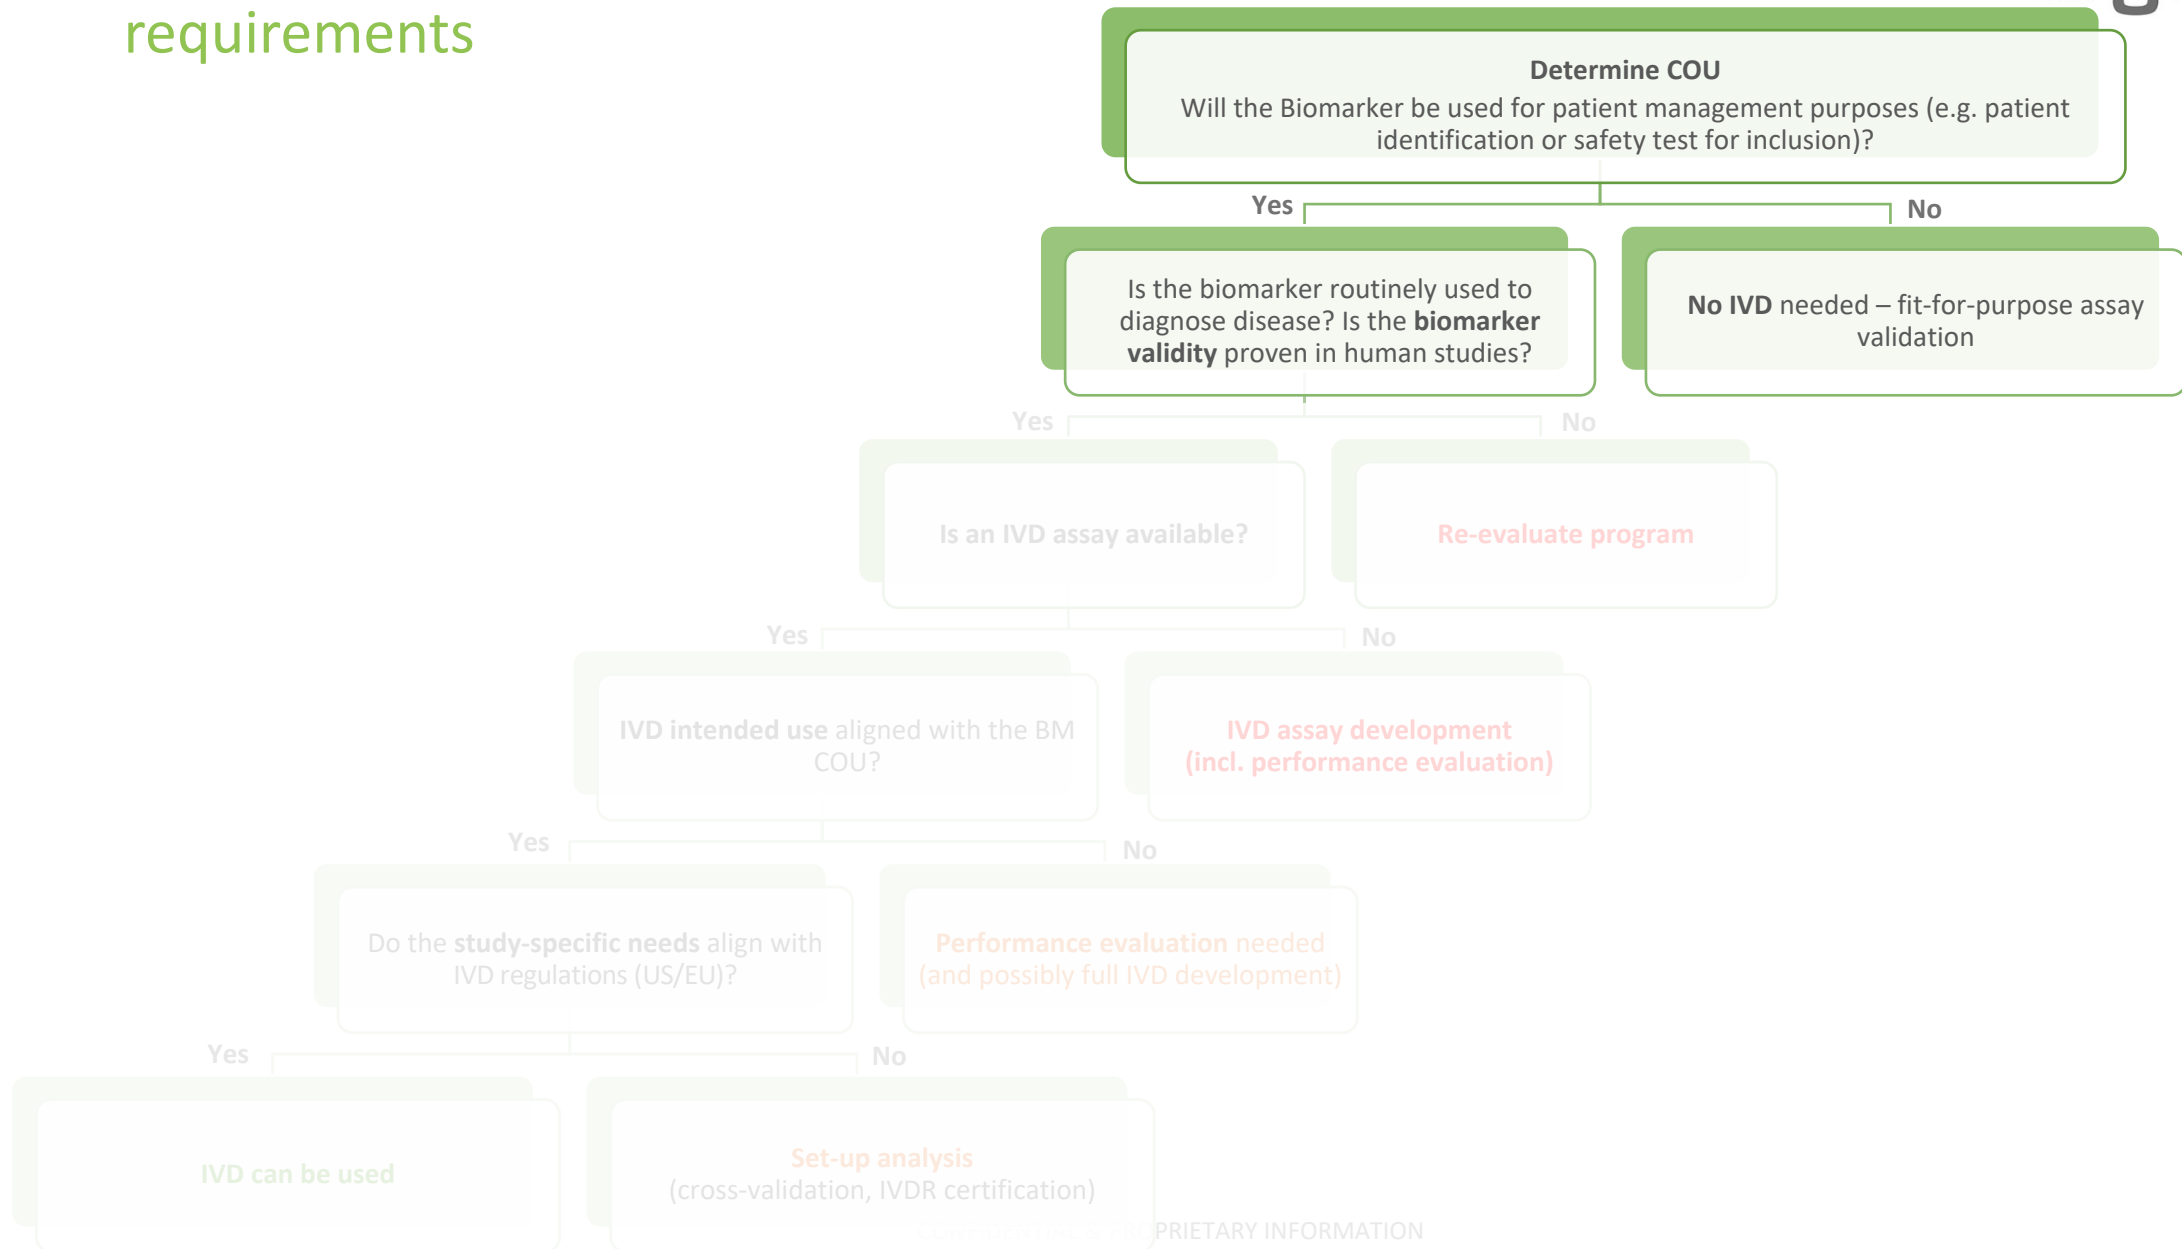 requirements
Determine COU
Will the Biomarker be used for patient management purposes (e.g. patient
identification or safety test for inclusion)?
Yes
No
Is the biomarker routinely used to
diagnose disease? Is the biomarker
validity proven in human studies?
No IVD needed – fit-for-purpose assay
validation
Yes
No
Is an IVD assay available?
Re-evaluate program
Yes
No
IVD intended use aligned with the BM
COU?
IVD assay development
(incl. performance evaluation)
Yes
No
Do the study-specific needs align with
IVD regulations (US/EU)?
Performance evaluation needed
(and possibly full IVD development)
Yes
No
IVD can be used
Set-up analysis
(cross-validation, IVDR certification)
OPRIETARY INFORMATION